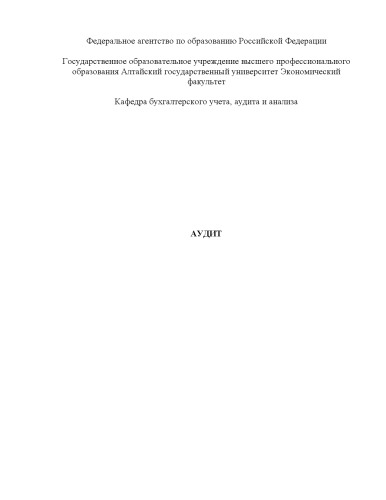 Федеральное агентство по образованию Российской Федерации
Государственное образовательное учреждение высшего профессионального
образования Алтайский государственный университет Экономический
факультет
Кафедра бухгалтерского учета, аудита и анализа
АУДИТ